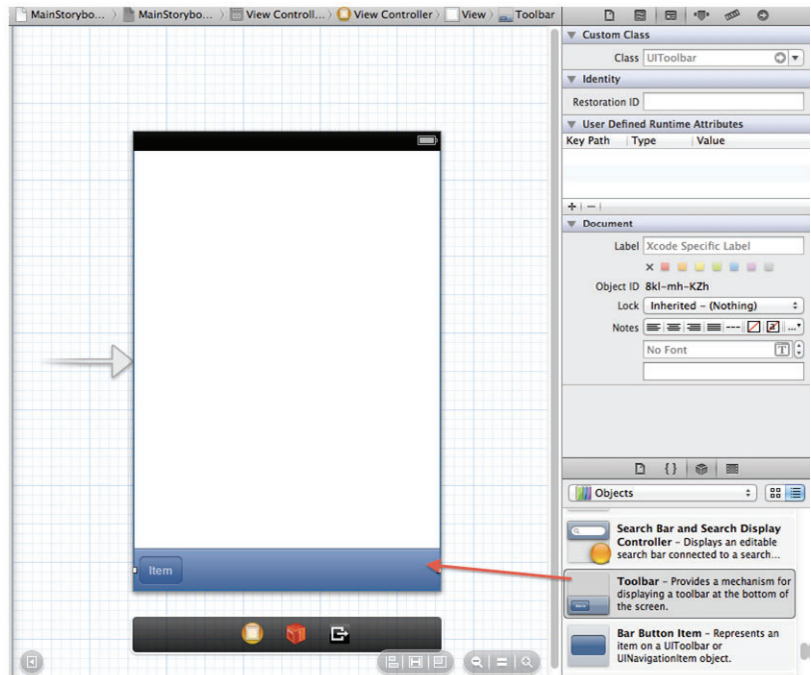 MainStorybo... MainStorybo... View Controll... View Controller View Toolbar
Custom Class
Class UIToolbar
Identity
Restoration ID
User Defined Runtime Attributes
Key Path Type Value
+ −
Document
Label Xcode Specific Label
×
Object ID 8kl-mh-KZh
Lock Inherited – (Nothing)
Notes
No Font T
{ }
Objects
Search Bar and Search Display
Controller – Displays an editable
search bar connected to a search...
Toolbar – Provides a mechanism for
displaying a toolbar at the bottom of
the screen.
Bar Button Item – Represents an
item on a UIToolbar or
UINavigationItem object.
Item